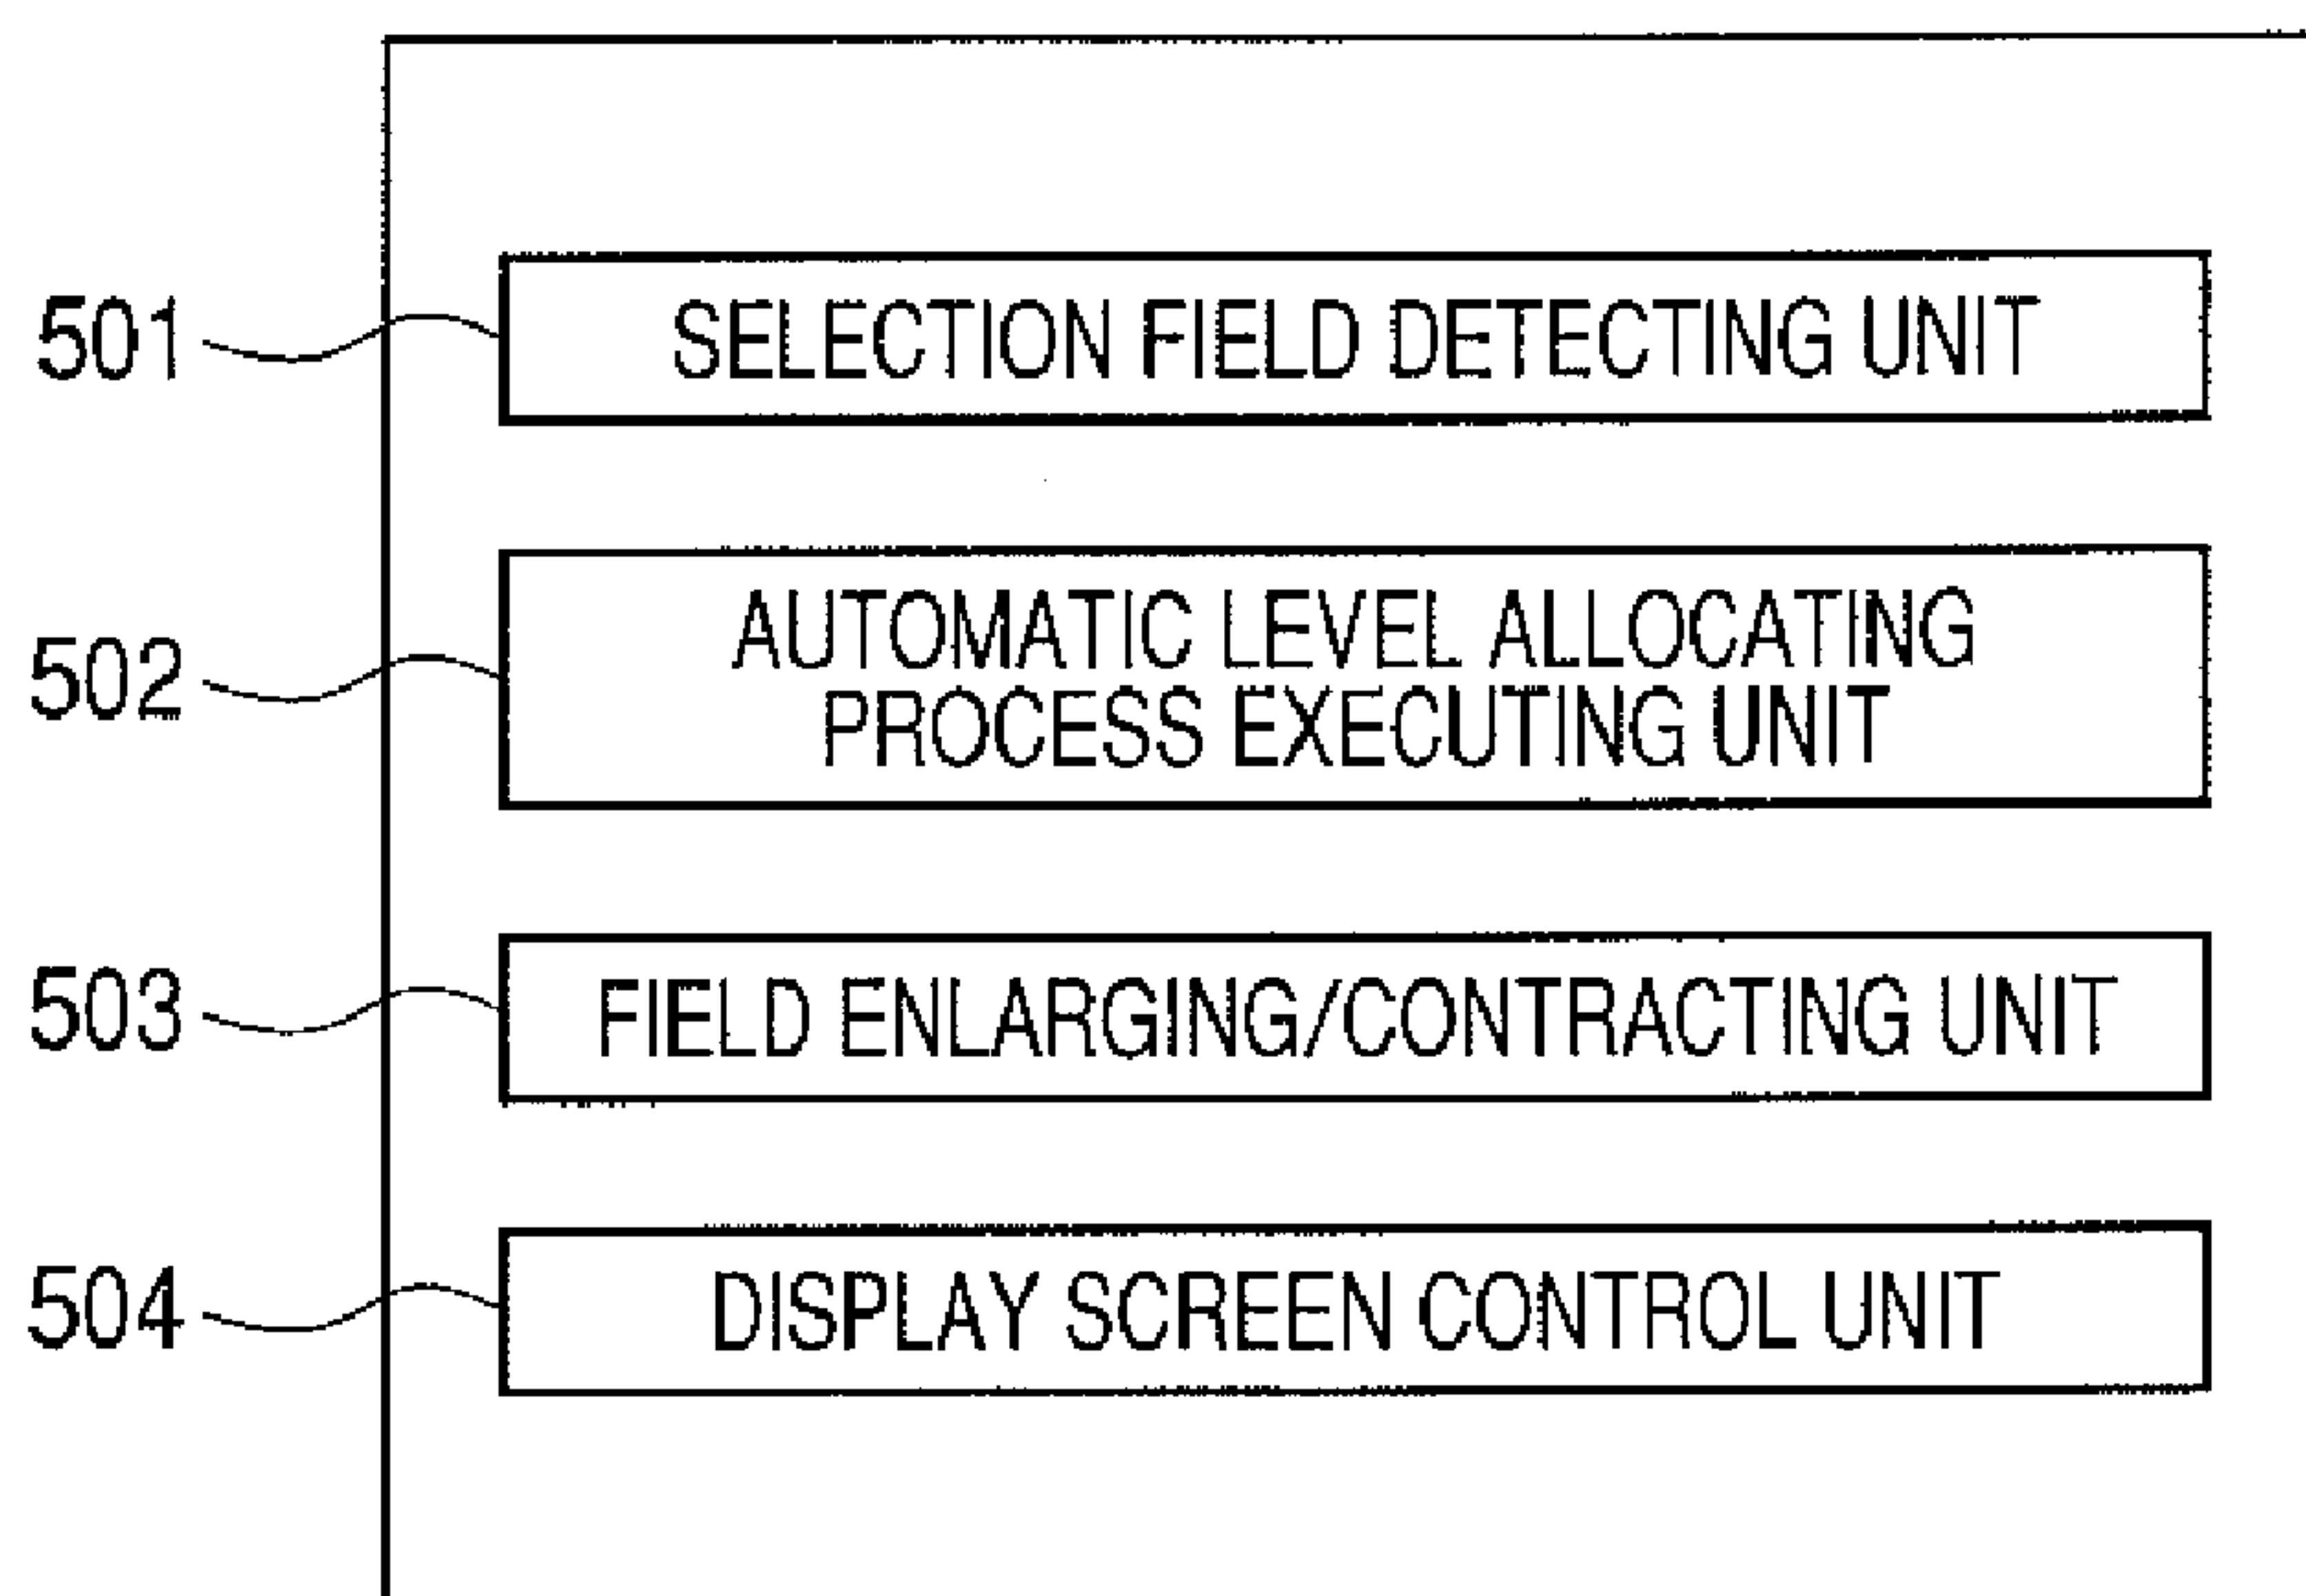 501 SELECTION FIELD DETECTING UNIT
502 AUTOMATIC LEVEL ALLOCATING
PROCESS EXECUTING UNIT
503 FIELD ENLARGING/CONTRACTING UNIT
504 DISPLAY SCREEN CONTROL UNIT